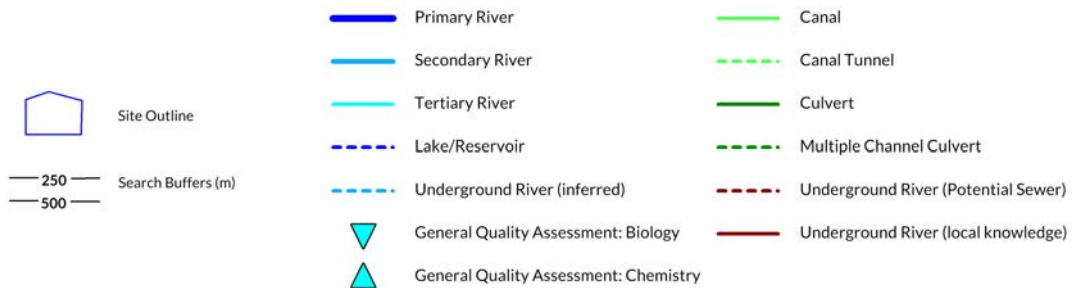 Site Outline
250
Search Buffers (m)
500
Primary River
Secondary River
Tertiary River
Lake/Reservoir
Underground River (inferred)
General Quality Assessment: Biology
General Quality Assessment: Chemistry
Canal
Canal Tunnel
Culvert
Multiple Channel Culvert
Underground River (Potential Sewer)
Underground River (local knowledge)